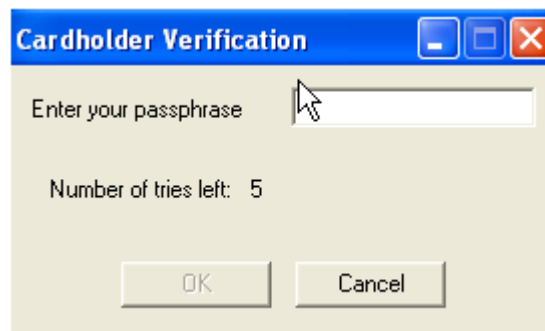 Cardholder Verification
Enter your passphrase
Number of tries left: 5
OK Cancel